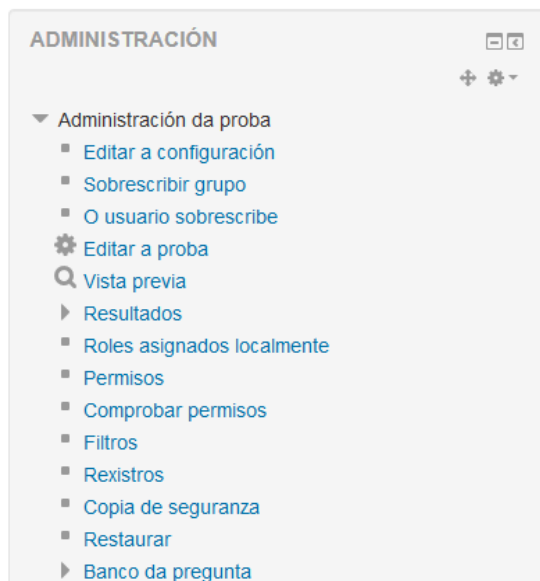 ADMINISTRACIÓN
Administración da proba
Editar a configuración
Sobrescribir grupo
O usuario sobrescribe
Editar a proba
Vista previa
Resultados
Roles asignados localmente
Permisos
Comprobar permisos
Filtros
Rexistros
Copia de seguranza
Restaurar
Banco da pregunta